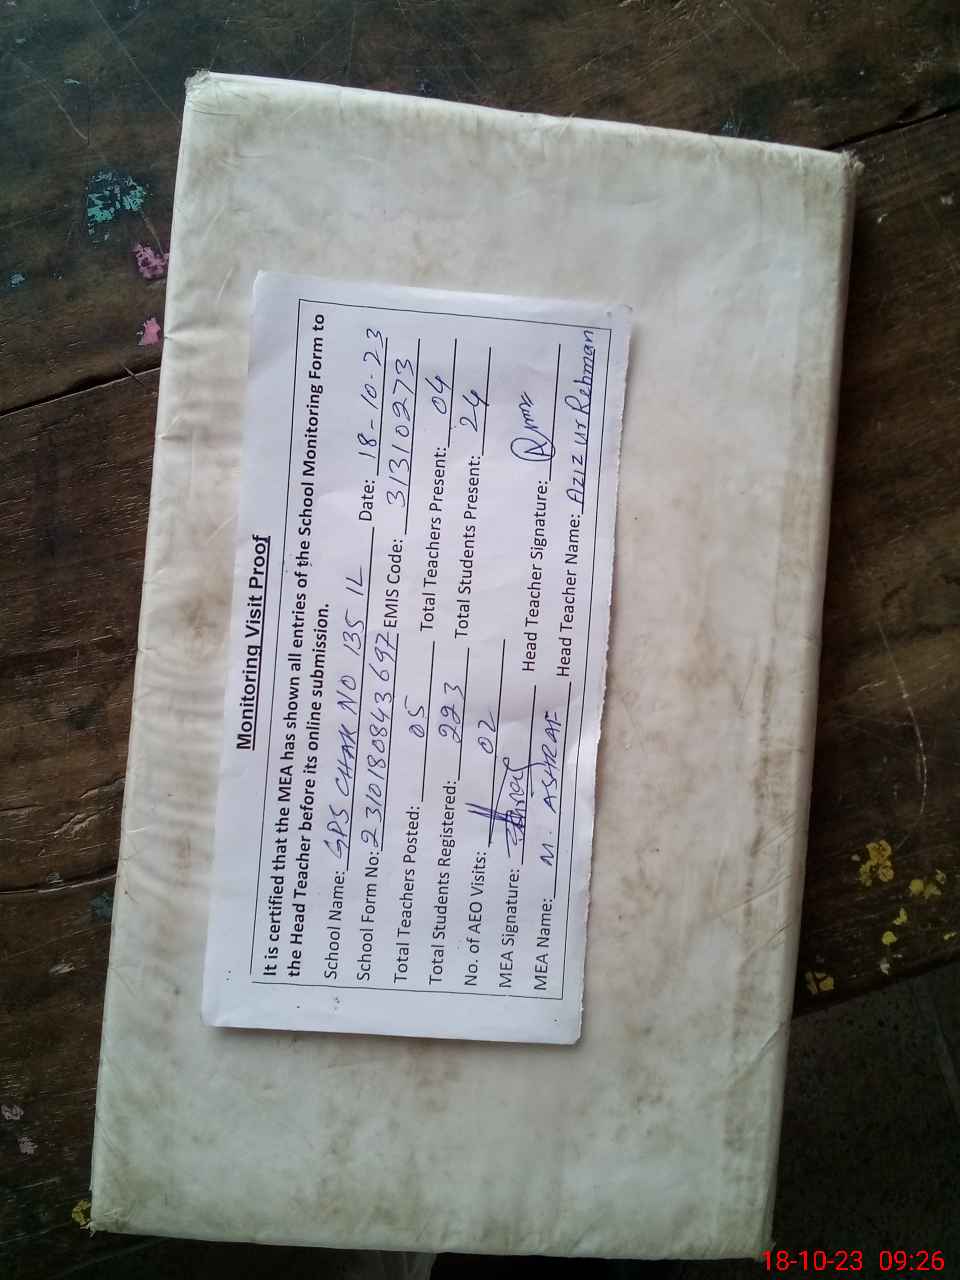 Monitoring Visit Proof
It is certified that the MEA has shown all entries of the School Monitoring Form to
the Head Teacher before its online submission.
School Name: GPS CHAK NO 135 1L Date: 18-10-23
School Form No: 2310180843697 EMIS Code: 31310273
Total Teachers Posted: 05 Total Teachers Present: 04
Total Students Registered: 223 Total Students Present: 24
No. of AEO Visits: 02
MEA Signature: Head Teacher Signature:
MEA Name: M. ASHRAF Head Teacher Name: Aziz Ur Rehman
18-10-23 09:26